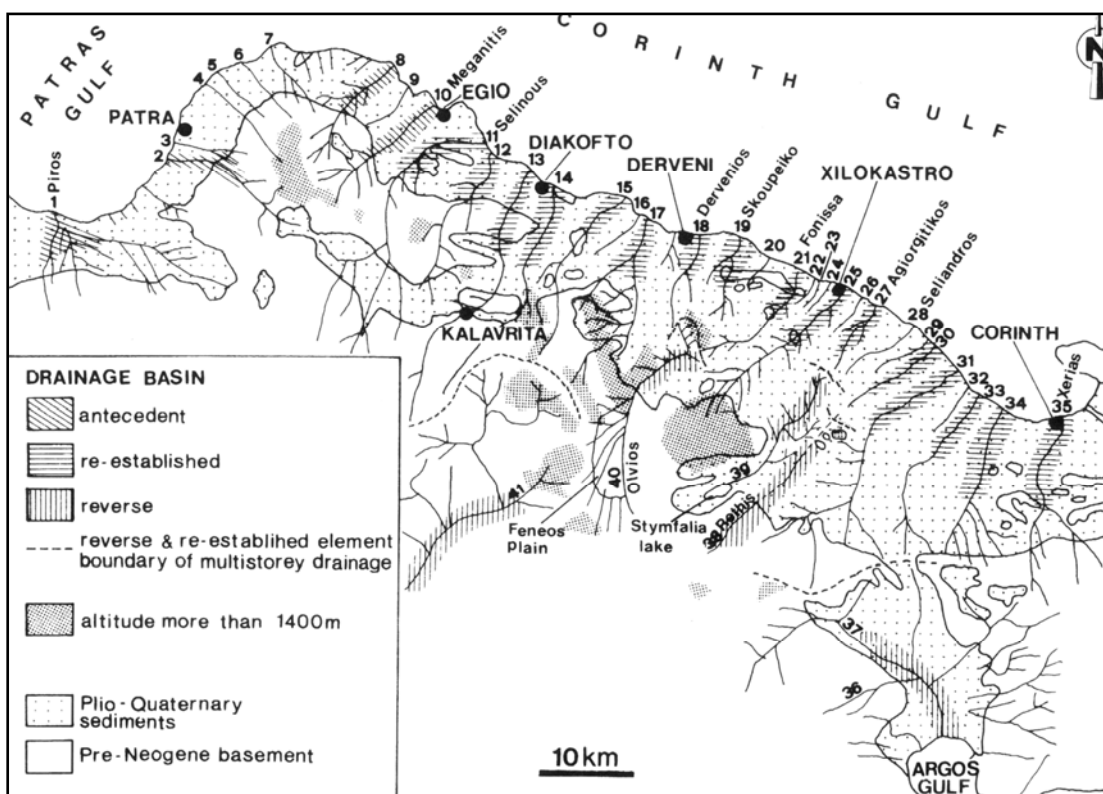 PATRAS
GULF
CORINTH GULF
N
1
Piros
2
3
PATRA
4
5
6
7
8
9
10
Meganitis
EGIO
11
Selinous
12
13
DIAKOFTO
14
15
16
17
DERVENI
18
Dervenios
19
Skoupeiko
20
21
Fonissa
22
23
24
XILOKASTRO
25
26
27
Agiorgitikos
28
Seliandros
29
30
31
32
33
34
CORINTH
35
Xerias
KALAVRITA
41
Feneos
Plain
40
Olvios
Stymfalia
lake
39
38
Rethis
37
36
ARGOS
GULF
10 km
DRAINAGE BASIN
antecedent
re-established
reverse
reverse & re-establihed element
boundary of multistorey drainage
altitude more than 1400m
Plio-Quaternary
sediments
Pre-Neogene basement